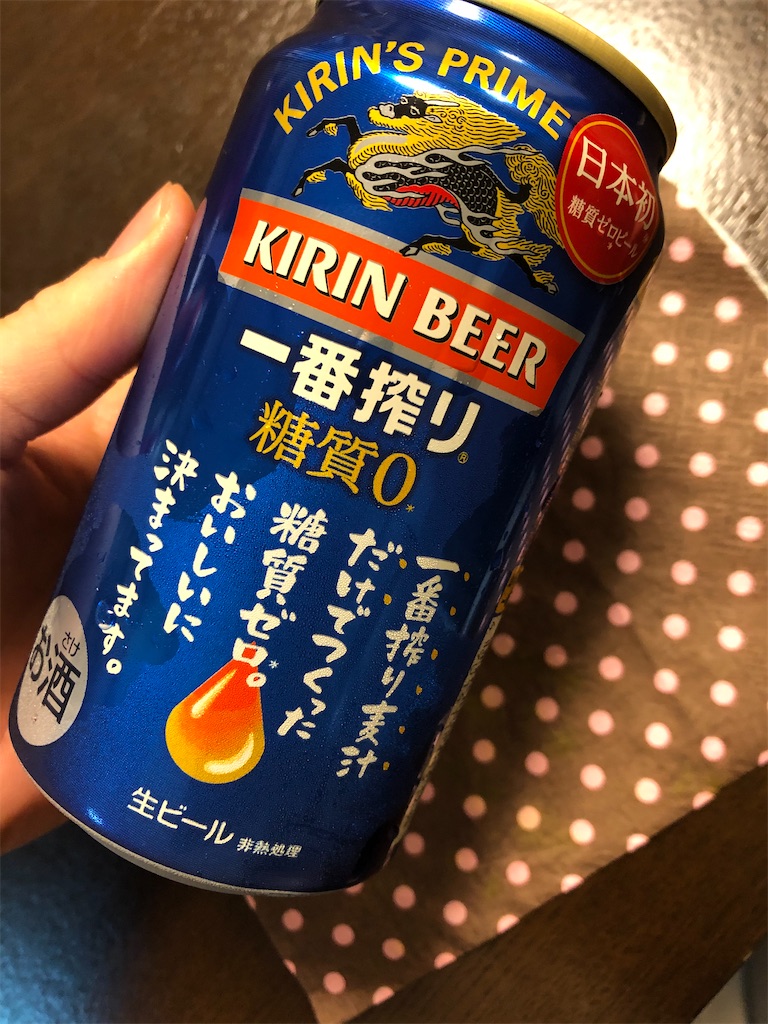 KIRIN'S PRIME
日本初
糖質ゼロビール*
KIRIN BEER
一番搾り®
糖質0*
一番搾り麦汁
だけでつくった
糖質ゼロ*。
おいしいに
決まってます。
さけ
お酒
生ビール 非熱処理